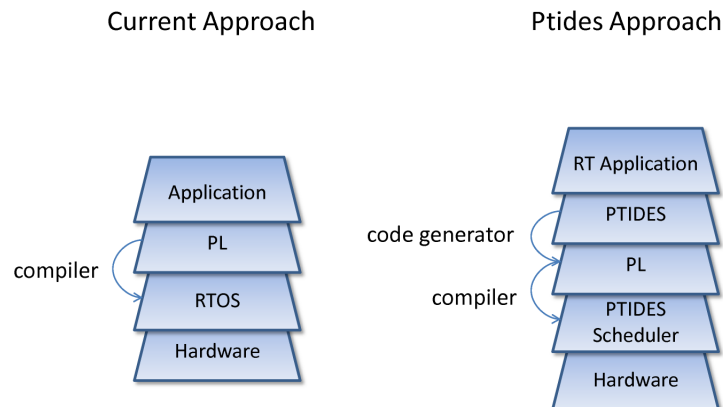 Current Approach
Application
PL
compiler
RTOS
Hardware
Ptides Approach
RT Application
PTIDES
code generator
PL
compiler
PTIDES
Scheduler
Hardware